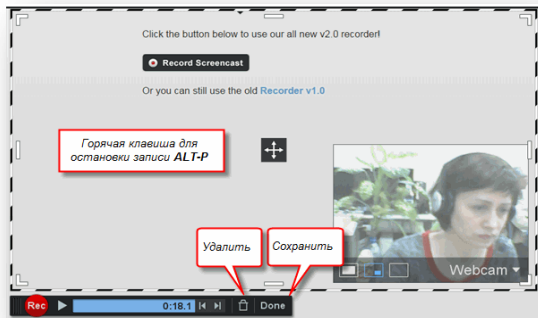 Click the button below to use our all new v2.0 recorder!
Record Screencast
Or you can still use the old Recorder v1.0
Горячая клавиша для
остановки записи ALT-P
Удалить
Сохранить
Webcam
Rec
0:18.1
Done